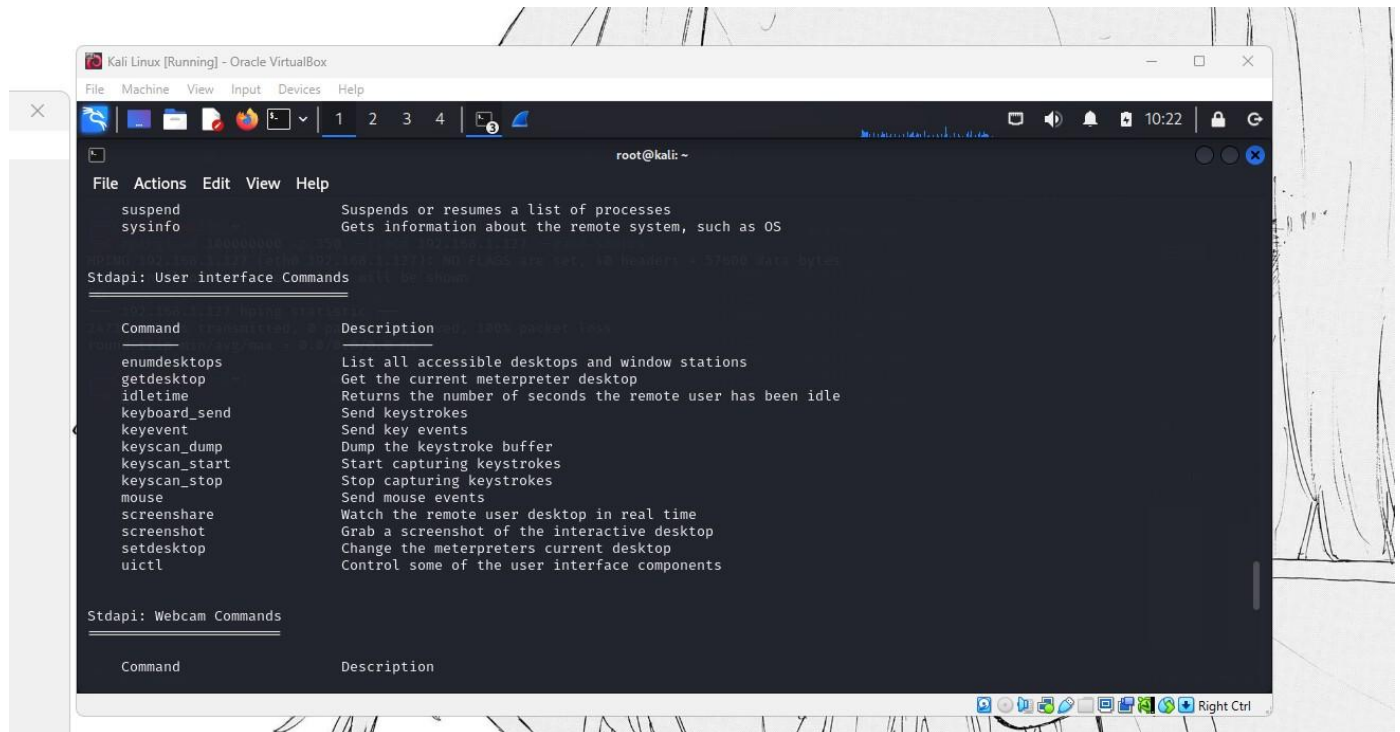 Kali Linux [Running] - Oracle VirtualBox
File Machine View Input Devices Help
1 2 3 4 3 10:22
root@kali: ~
File Actions Edit View Help
suspend Suspends or resumes a list of processes
sysinfo Gets information about the remote system, such as OS
Stdapi: User interface Commands
Command Description
enumdesktops List all accessible desktops and window stations
getdesktop Get the current meterpreter desktop
idletime Returns the number of seconds the remote user has been idle
keyboard_send Send keystrokes
keyevent Send key events
keyscan_dump Dump the keystroke buffer
keyscan_start Start capturing keystrokes
keyscan_stop Stop capturing keystrokes
mouse Send mouse events
screenshare Watch the remote user desktop in real time
screenshot Grab a screenshot of the interactive desktop
setdesktop Change the meterpreters current desktop
uictl Control some of the user interface components
Stdapi: Webcam Commands
Command Description
Right Ctrl